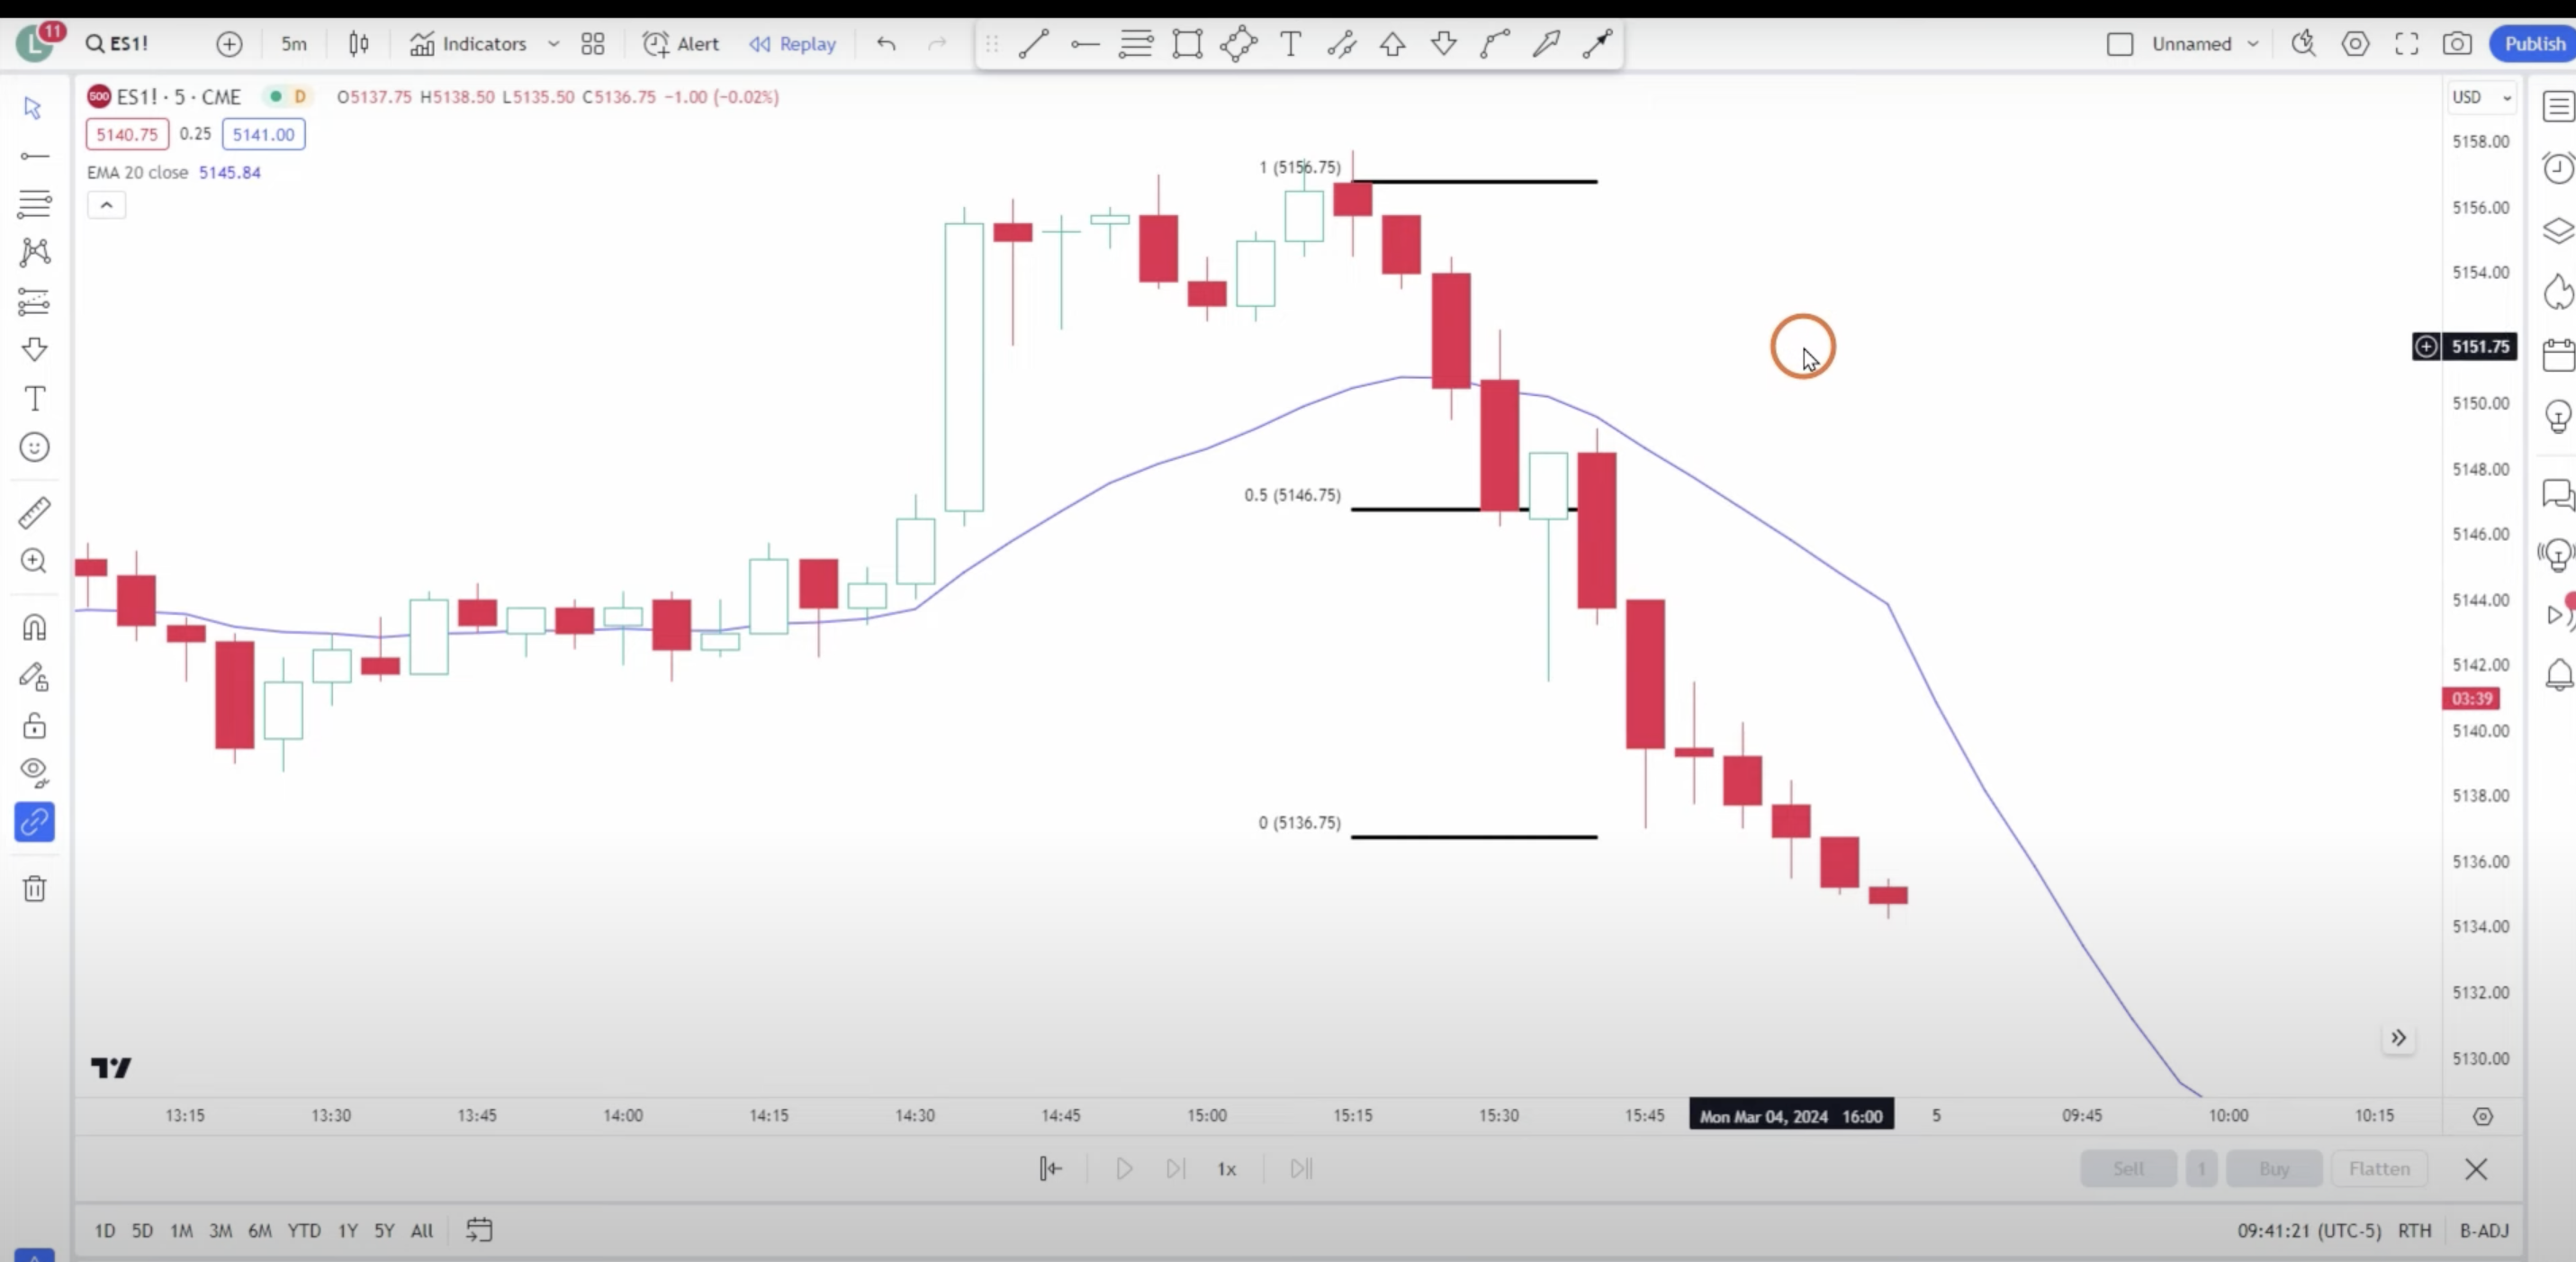 L 11 ES1! 5m Indicators Alert Replay T Unnamed Publish
500 ES1! · 5 · CME D O5137.75 H5138.50 L5135.50 C5136.75 −1.00 (−0.02%) USD
5140.75 0.25 5141.00
EMA 20 close 5145.84
5158.00
1 (5156.75)
5156.00
5154.00
5151.75
5150.00
5148.00
0.5 (5146.75)
5146.00
5144.00
5142.00
03:39
5140.00
5138.00
0 (5136.75)
5136.00
5134.00
5132.00
5130.00
13:15 13:30 13:45 14:00 14:15 14:30 14:45 15:00 15:15 15:30 15:45 Mon Mar 04, 2024 16:00 5 09:45 10:00 10:15
1x Sell 1 Buy Flatten
1D 5D 1M 3M 6M YTD 1Y 5Y All 09:41:21 (UTC-5) RTH B-ADJ